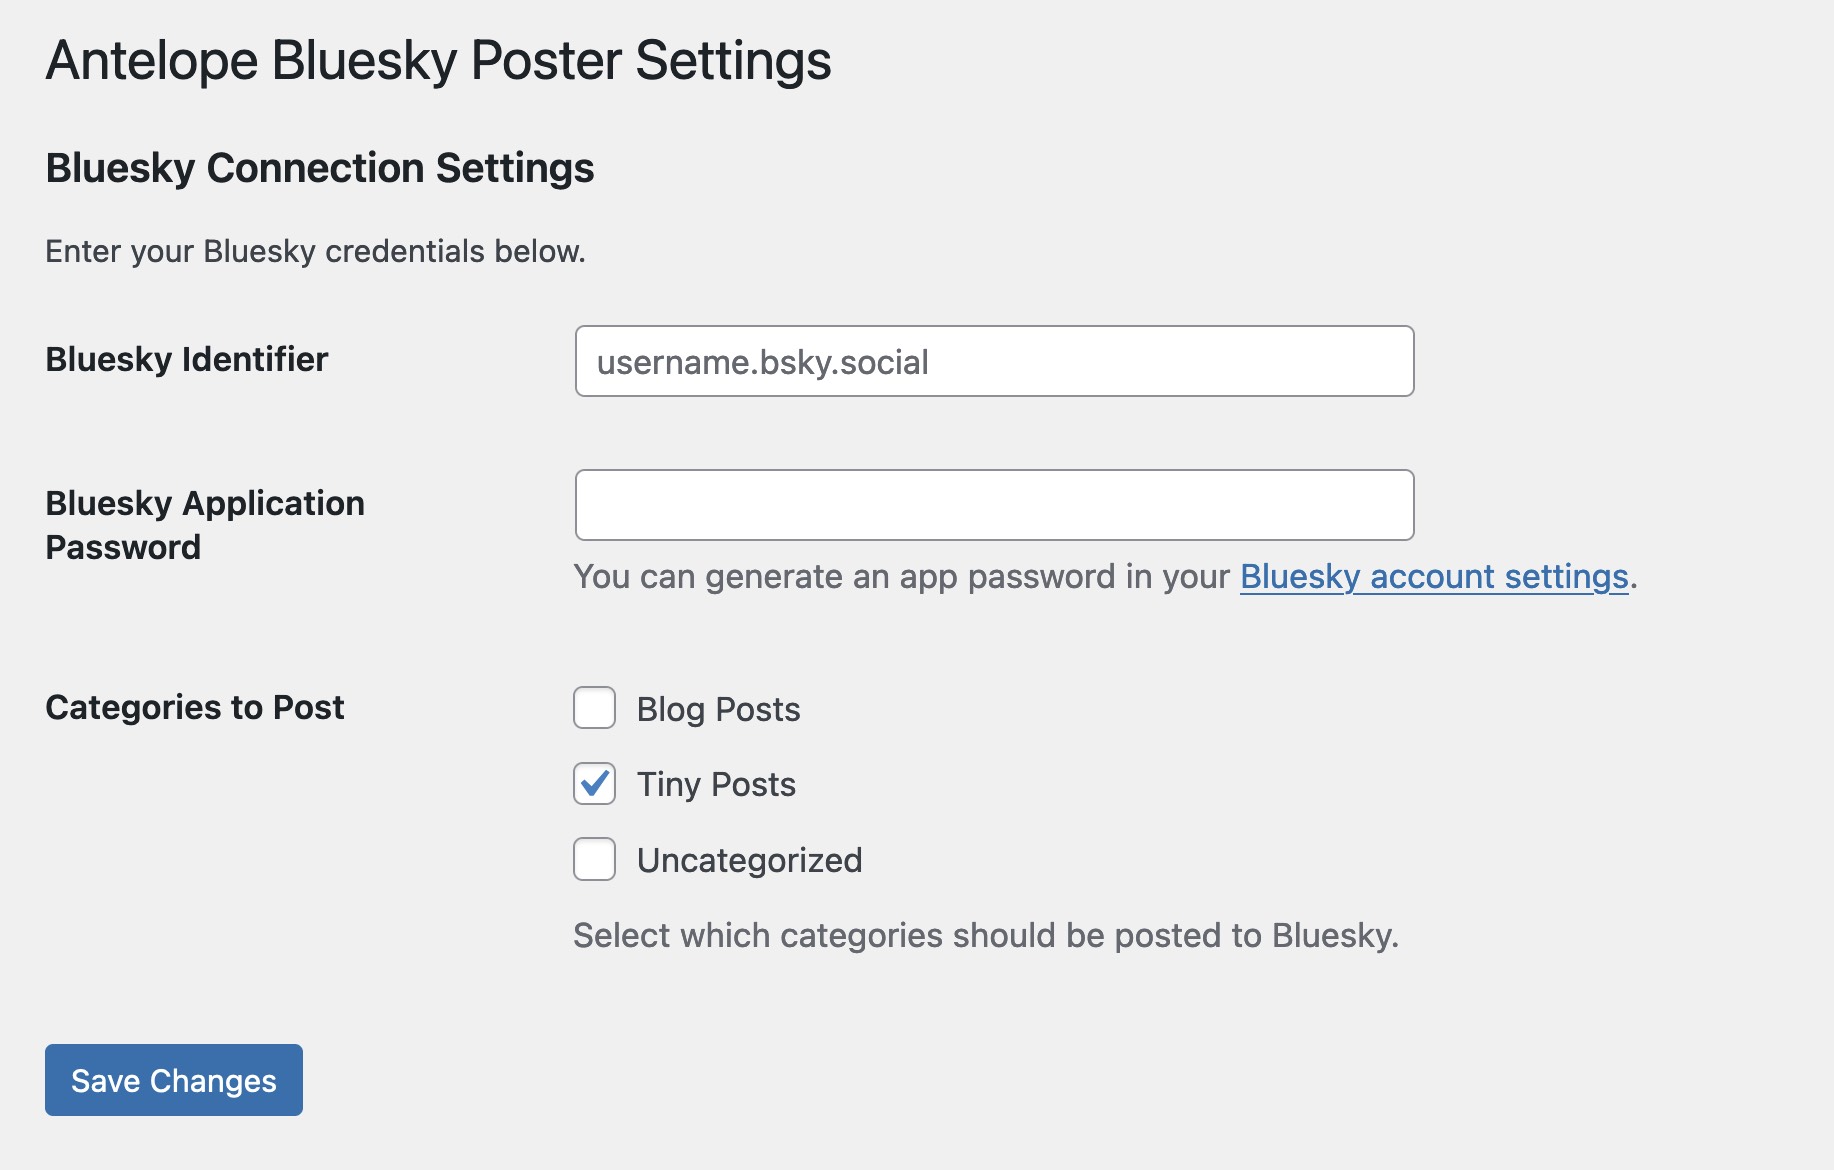 Antelope Bluesky Poster Settings
Bluesky Connection Settings
Enter your Bluesky credentials below.
Bluesky Identifier
username.bsky.social
Bluesky Application
Password
You can generate an app password in your Bluesky account settings.
Categories to Post
Blog Posts
Tiny Posts
Uncategorized
Select which categories should be posted to Bluesky.
Save Changes